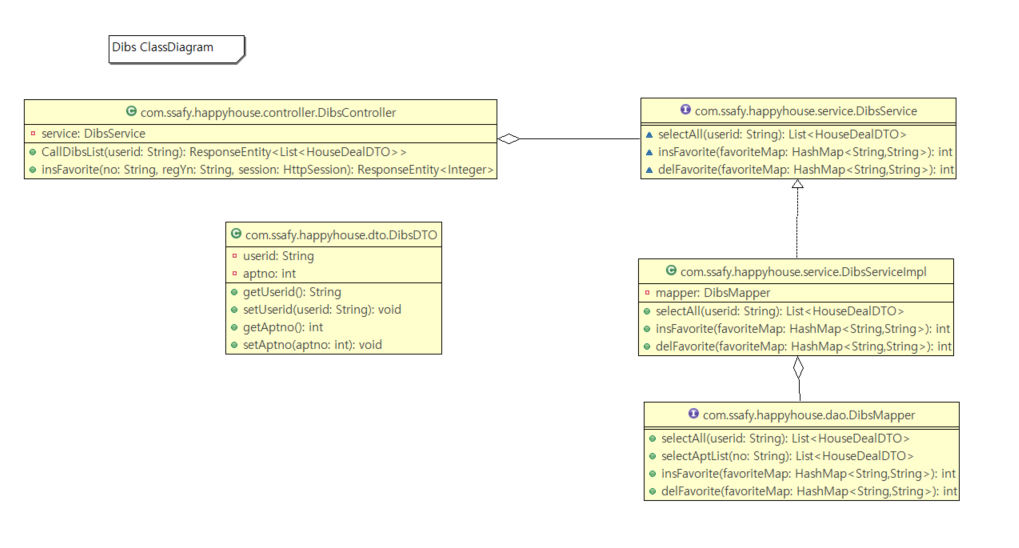 Dibs ClassDiagram
com.ssafy.happyhouse.controller.DibsController
service: DibsService
CallDibsList(userid: String): ResponseEntity<List<HouseDealDTO>>
insFavorite(no: String, regYn: String, session: HttpSession): ResponseEntity<Integer>
com.ssafy.happyhouse.service.DibsService
selectAll(userid: String): List<HouseDealDTO>
insFavorite(favoriteMap: HashMap<String,String>): int
delFavorite(favoriteMap: HashMap<String,String>): int
com.ssafy.happyhouse.dto.DibsDTO
userid: String
aptno: int
getUserid(): String
setUserid(userid: String): void
getAptno(): int
setAptno(aptno: int): void
com.ssafy.happyhouse.service.DibsServiceImpl
mapper: DibsMapper
selectAll(userid: String): List<HouseDealDTO>
insFavorite(favoriteMap: HashMap<String,String>): int
delFavorite(favoriteMap: HashMap<String,String>): int
com.ssafy.happyhouse.dao.DibsMapper
selectAll(userid: String): List<HouseDealDTO>
selectAptList(no: String): List<HouseDealDTO>
insFavorite(favoriteMap: HashMap<String,String>): int
delFavorite(favoriteMap: HashMap<String,String>): int